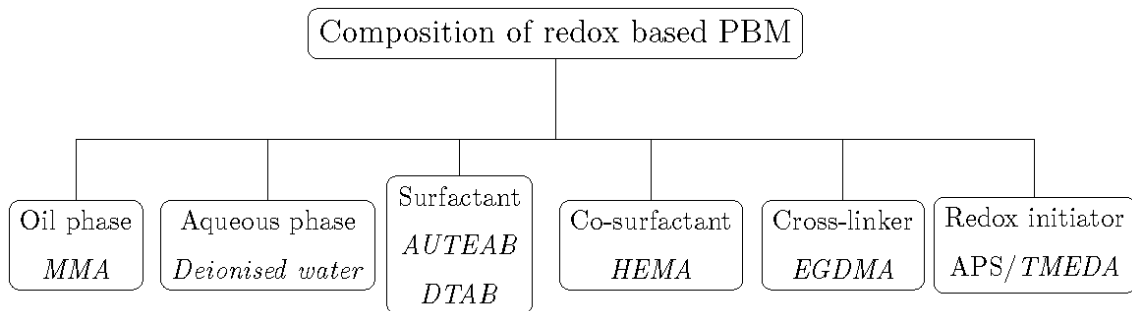 Composition of redox based PBM
Oil phase
MMA
Aqueous phase
Deionised water
Surfactant
AUTEAB
DTAB
Co-surfactant
HEMA
Cross-linker
EGDMA
Redox initiator
APS/TMEDA